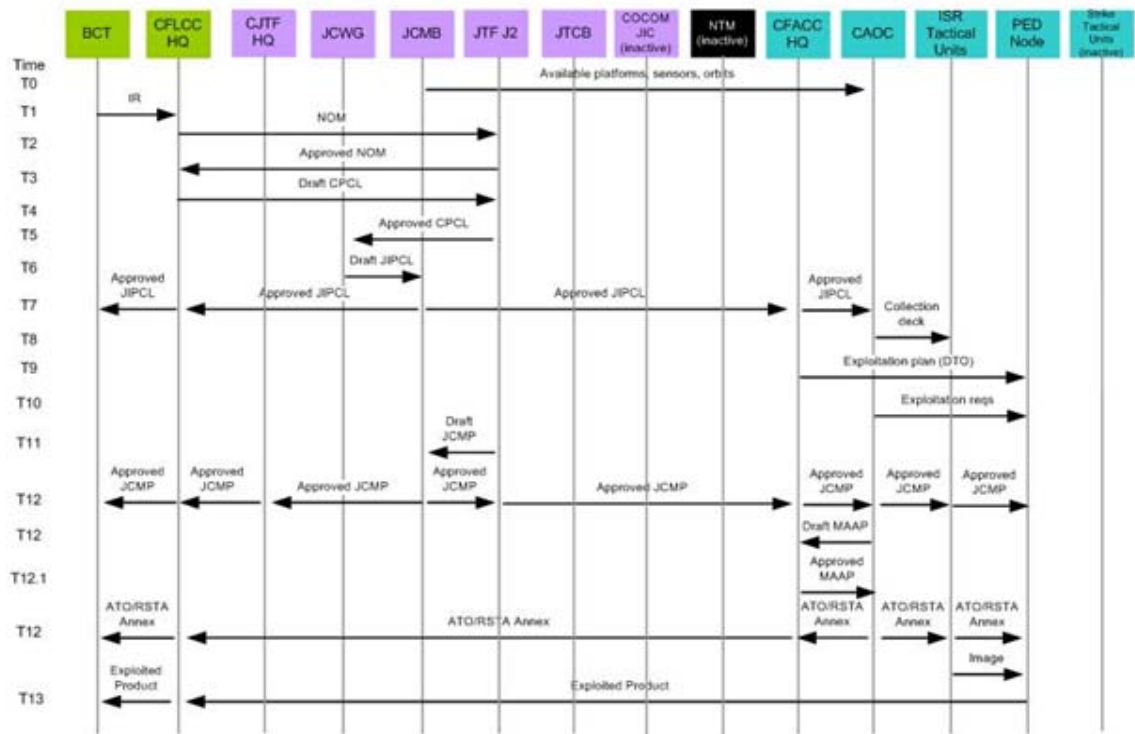 BCT
CFLCC
HQ
CJTF
HQ
JCWG
JCMB
JTF J2
JTCB
COCOM
JIC
(inactive)
NTM
(inactive)
CFACC
HQ
CAOC
ISR
Tactical
Units
PED
Node
Strike
Tactical
Units
(inactive)
Time
T0
Available platforms, sensors, orbits
T1
IR
NOM
T2
Approved NOM
T3
Draft CPCL
T4
T5
Approved CPCL
T6
Draft JIPCL
T7
Approved
JIPCL
Approved JIPCL
Approved JIPCL
Approved
JIPCL
T8
Collection
deck
T9
Exploitation plan (DTO)
T10
Exploitation reqs
T11
Draft
JCMP
T12
Approved
JCMP
Approved
JCMP
Approved JCMP
Approved
JCMP
Approved JCMP
Approved
JCMP
Approved
JCMP
Approved
JCMP
T12
Draft MAAP
T12.1
Approved
MAAP
T12
ATO/RSTA
Annex
ATO/RSTA Annex
ATO/RSTA
Annex
ATO/RSTA
Annex
ATO/RSTA
Annex
Image
T13
Exploited
Product
Exploited Product